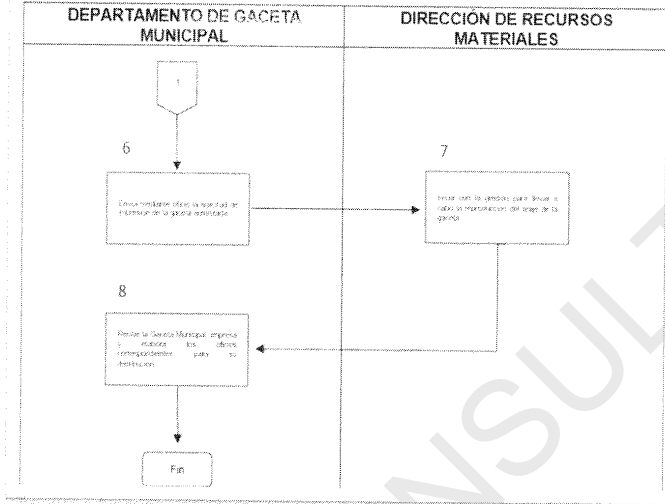 DEPARTAMENTO DE GACETA
MUNICIPAL
DIRECCIÓN DE RECURSOS
MATERIALES
1
6
7
Envía mediante oficio la solicitud de
impresión de la gaceta autorizada
la gestión para llevar a
cabo la reproducción del tiraje de la
gaceta
8
Recibe la Gaceta Municipal impresa
y elabora los oficios
correspondientes para su
distribución
Fin
NSUL